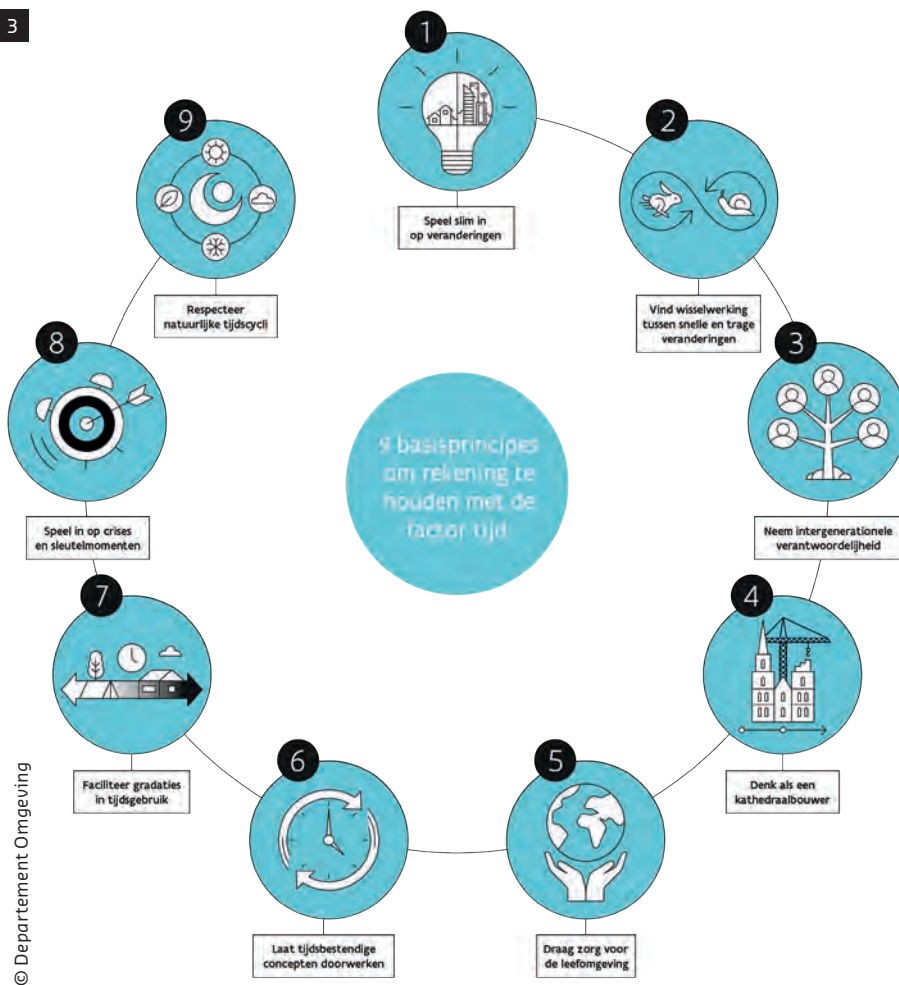 3
1
Speel slim in
op veranderingen
2
Vind wisselwerking
tussen snelle en trage
veranderingen
3
Neem intergenerationele
verantwoordelijheid
4
Denk als een
kathedraalbouwer
5
Draag zorg voor
de leefomgeving
6
Laat tijdsbestendige
concepten doorwerken
7
Faciliteer gradaties
in tijdsgebruik
8
Speel in op crises
en sleutelmomenten
9
Respecteer
natuurlijke tijdscycli
9 basisprincipes
om rekening te
houden met de
factor tijd
© Departement Omgeving